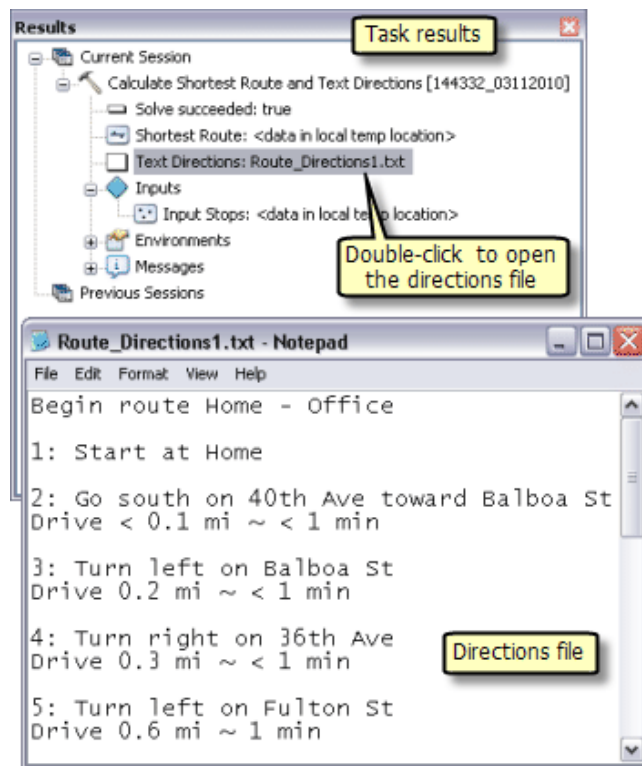 Results
Task results
Current Session
Calculate Shortest Route and Text Directions [144332_03112010]
Solve succeeded: true
Shortest Route: <data in local temp location>
Text Directions: Route_Directions1.txt
Inputs
Input Stops: <data in local temp location>
Environments
Messages
Previous Sessions
Double-click to open
the directions file
Route_Directions1.txt - Notepad
File Edit Format View Help
Begin route Home - Office
1: Start at Home
2: Go south on 40th Ave toward Balboa St
Drive < 0.1 mi ~ < 1 min
3: Turn left on Balboa St
Drive 0.2 mi ~ < 1 min
4: Turn right on 36th Ave
Drive 0.3 mi ~ < 1 min
Directions file
5: Turn left on Fulton St
Drive 0.6 mi ~ 1 min